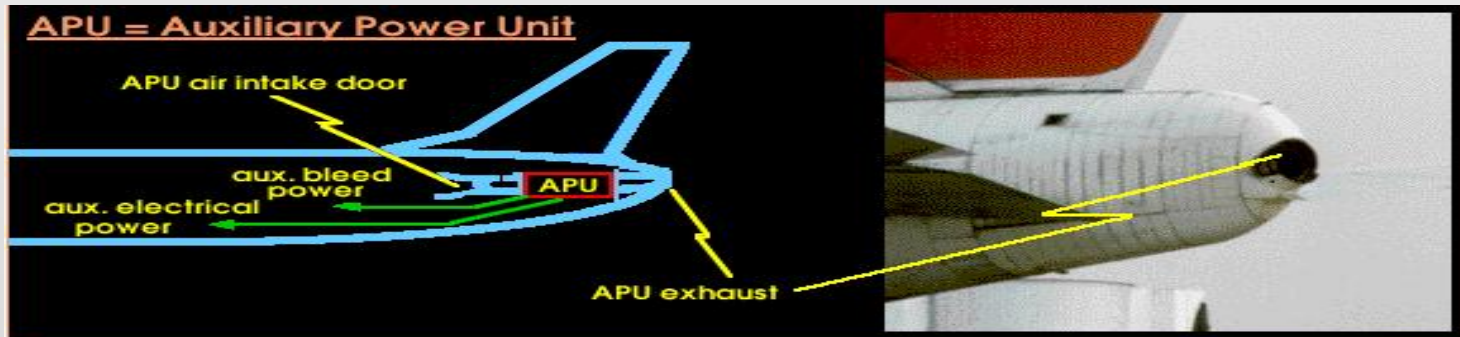 APU = Auxiliary Power Unit
APU air intake door
aux. bleed
power
APU
aux. electrical
power
APU exhaust